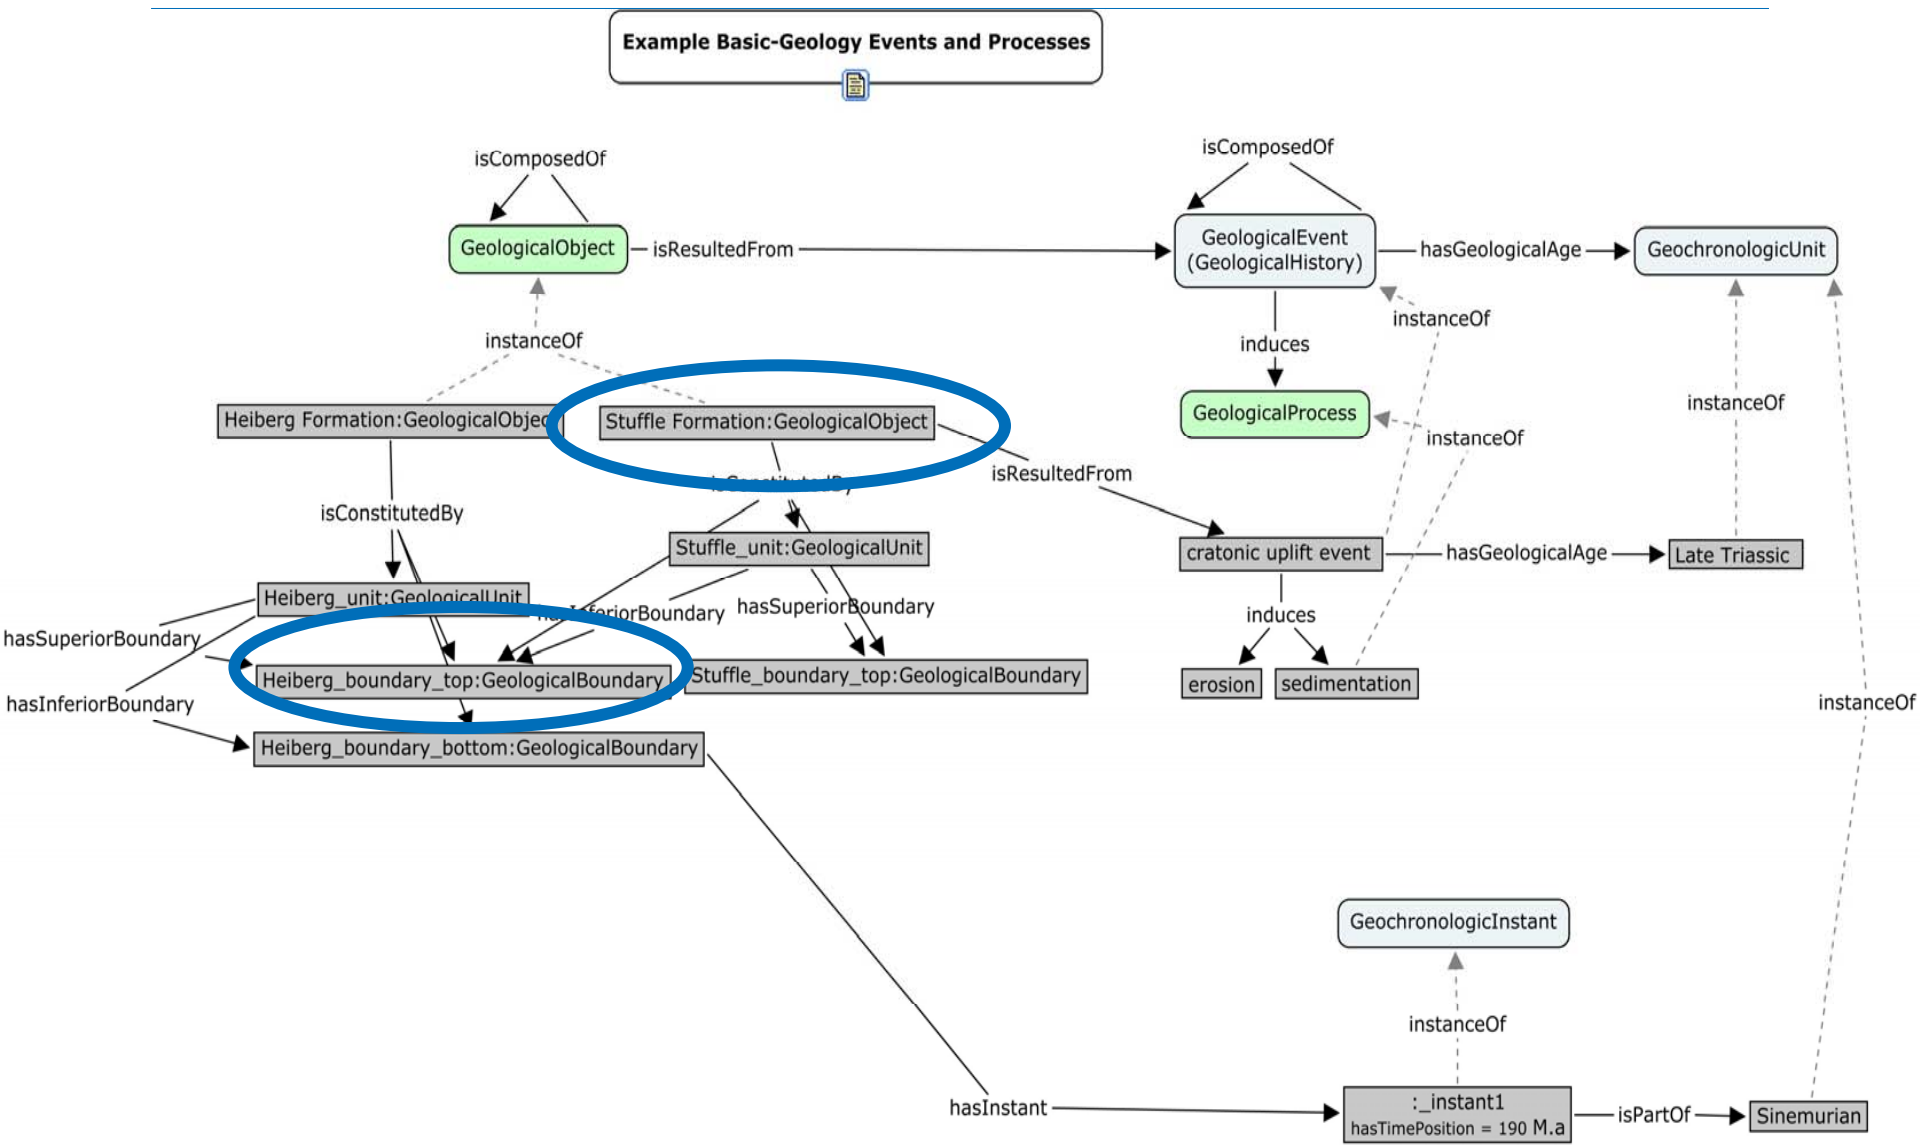 Example Basic-Geology Events and Processes
isComposedOf
isComposedOf
GeologicalObject
isResultedFrom
GeologicalEvent
(GeologicalHistory)
hasGeologicalAge
GeochronologicUnit
instanceOf
instanceOf
induces
GeologicalProcess
instanceOf
instanceOf
Heiberg Formation:GeologicalObject
Stuffle Formation:GeologicalObject
isResultedFrom
isConstitutedBy
isConstitutedBy
Stuffle_unit:GeologicalUnit
cratonic uplift event
hasGeologicalAge
Late Triassic
Heiberg_unit:GeologicalUnit
hasInferiorBoundary
hasSuperiorBoundary
induces
hasSuperiorBoundary
Heiberg_boundary_top:GeologicalBoundary
Stuffle_boundary_top:GeologicalBoundary
erosion
sedimentation
hasInferiorBoundary
instanceOf
Heiberg_boundary_bottom:GeologicalBoundary
GeochronologicInstant
instanceOf
hasInstant
:_instant1
hasTimePosition = 190 M.a
isPartOf
Sinemurian